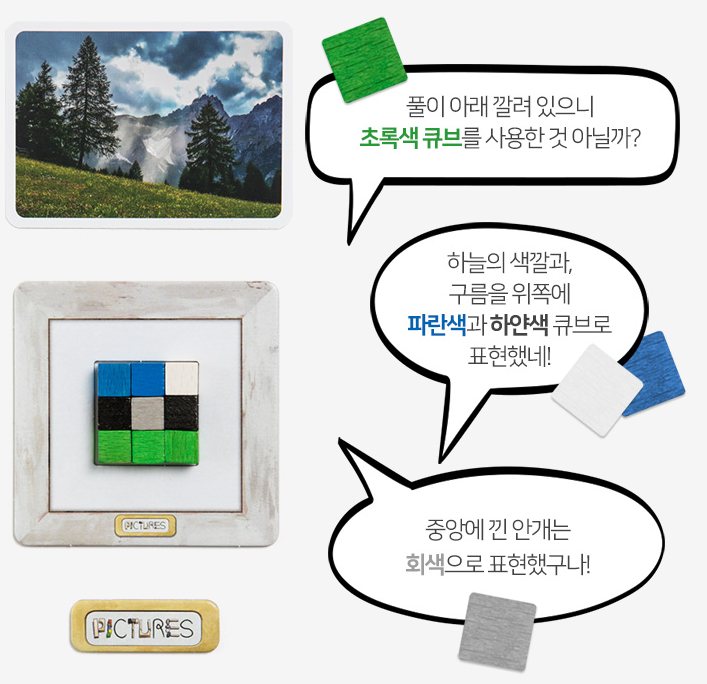 풀이 아래 깔려 있으니
초록색 큐브를 사용한 것 아닐까?
하늘의 색깔과,
구름을 위쪽에
파란색과 하얀색 큐브로
표현했네!
중앙에 낀 안개는
회색으로 표현했구나!
PICTURES
PICTURES